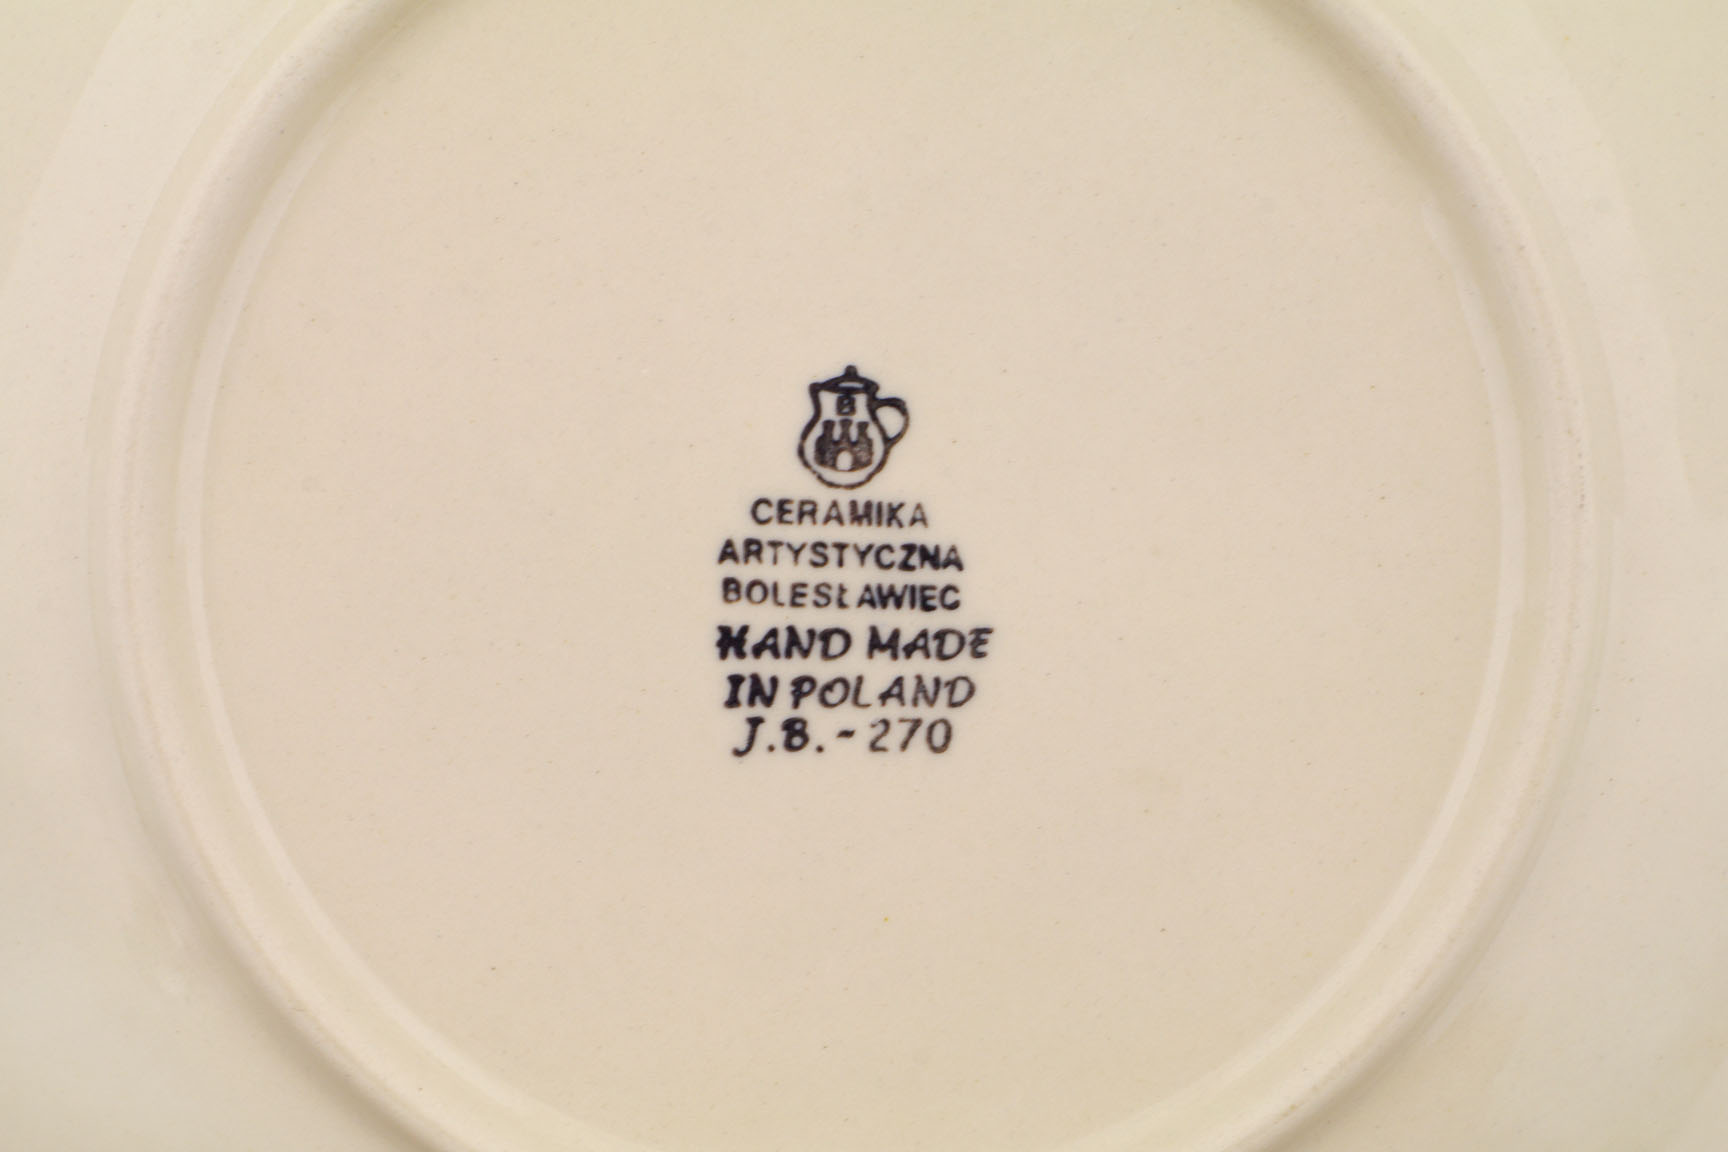 B
CERAMIKA
ARTYSTYCZNA
BOLESŁAWIEC
HAND MADE
IN POLAND
J.B.-270